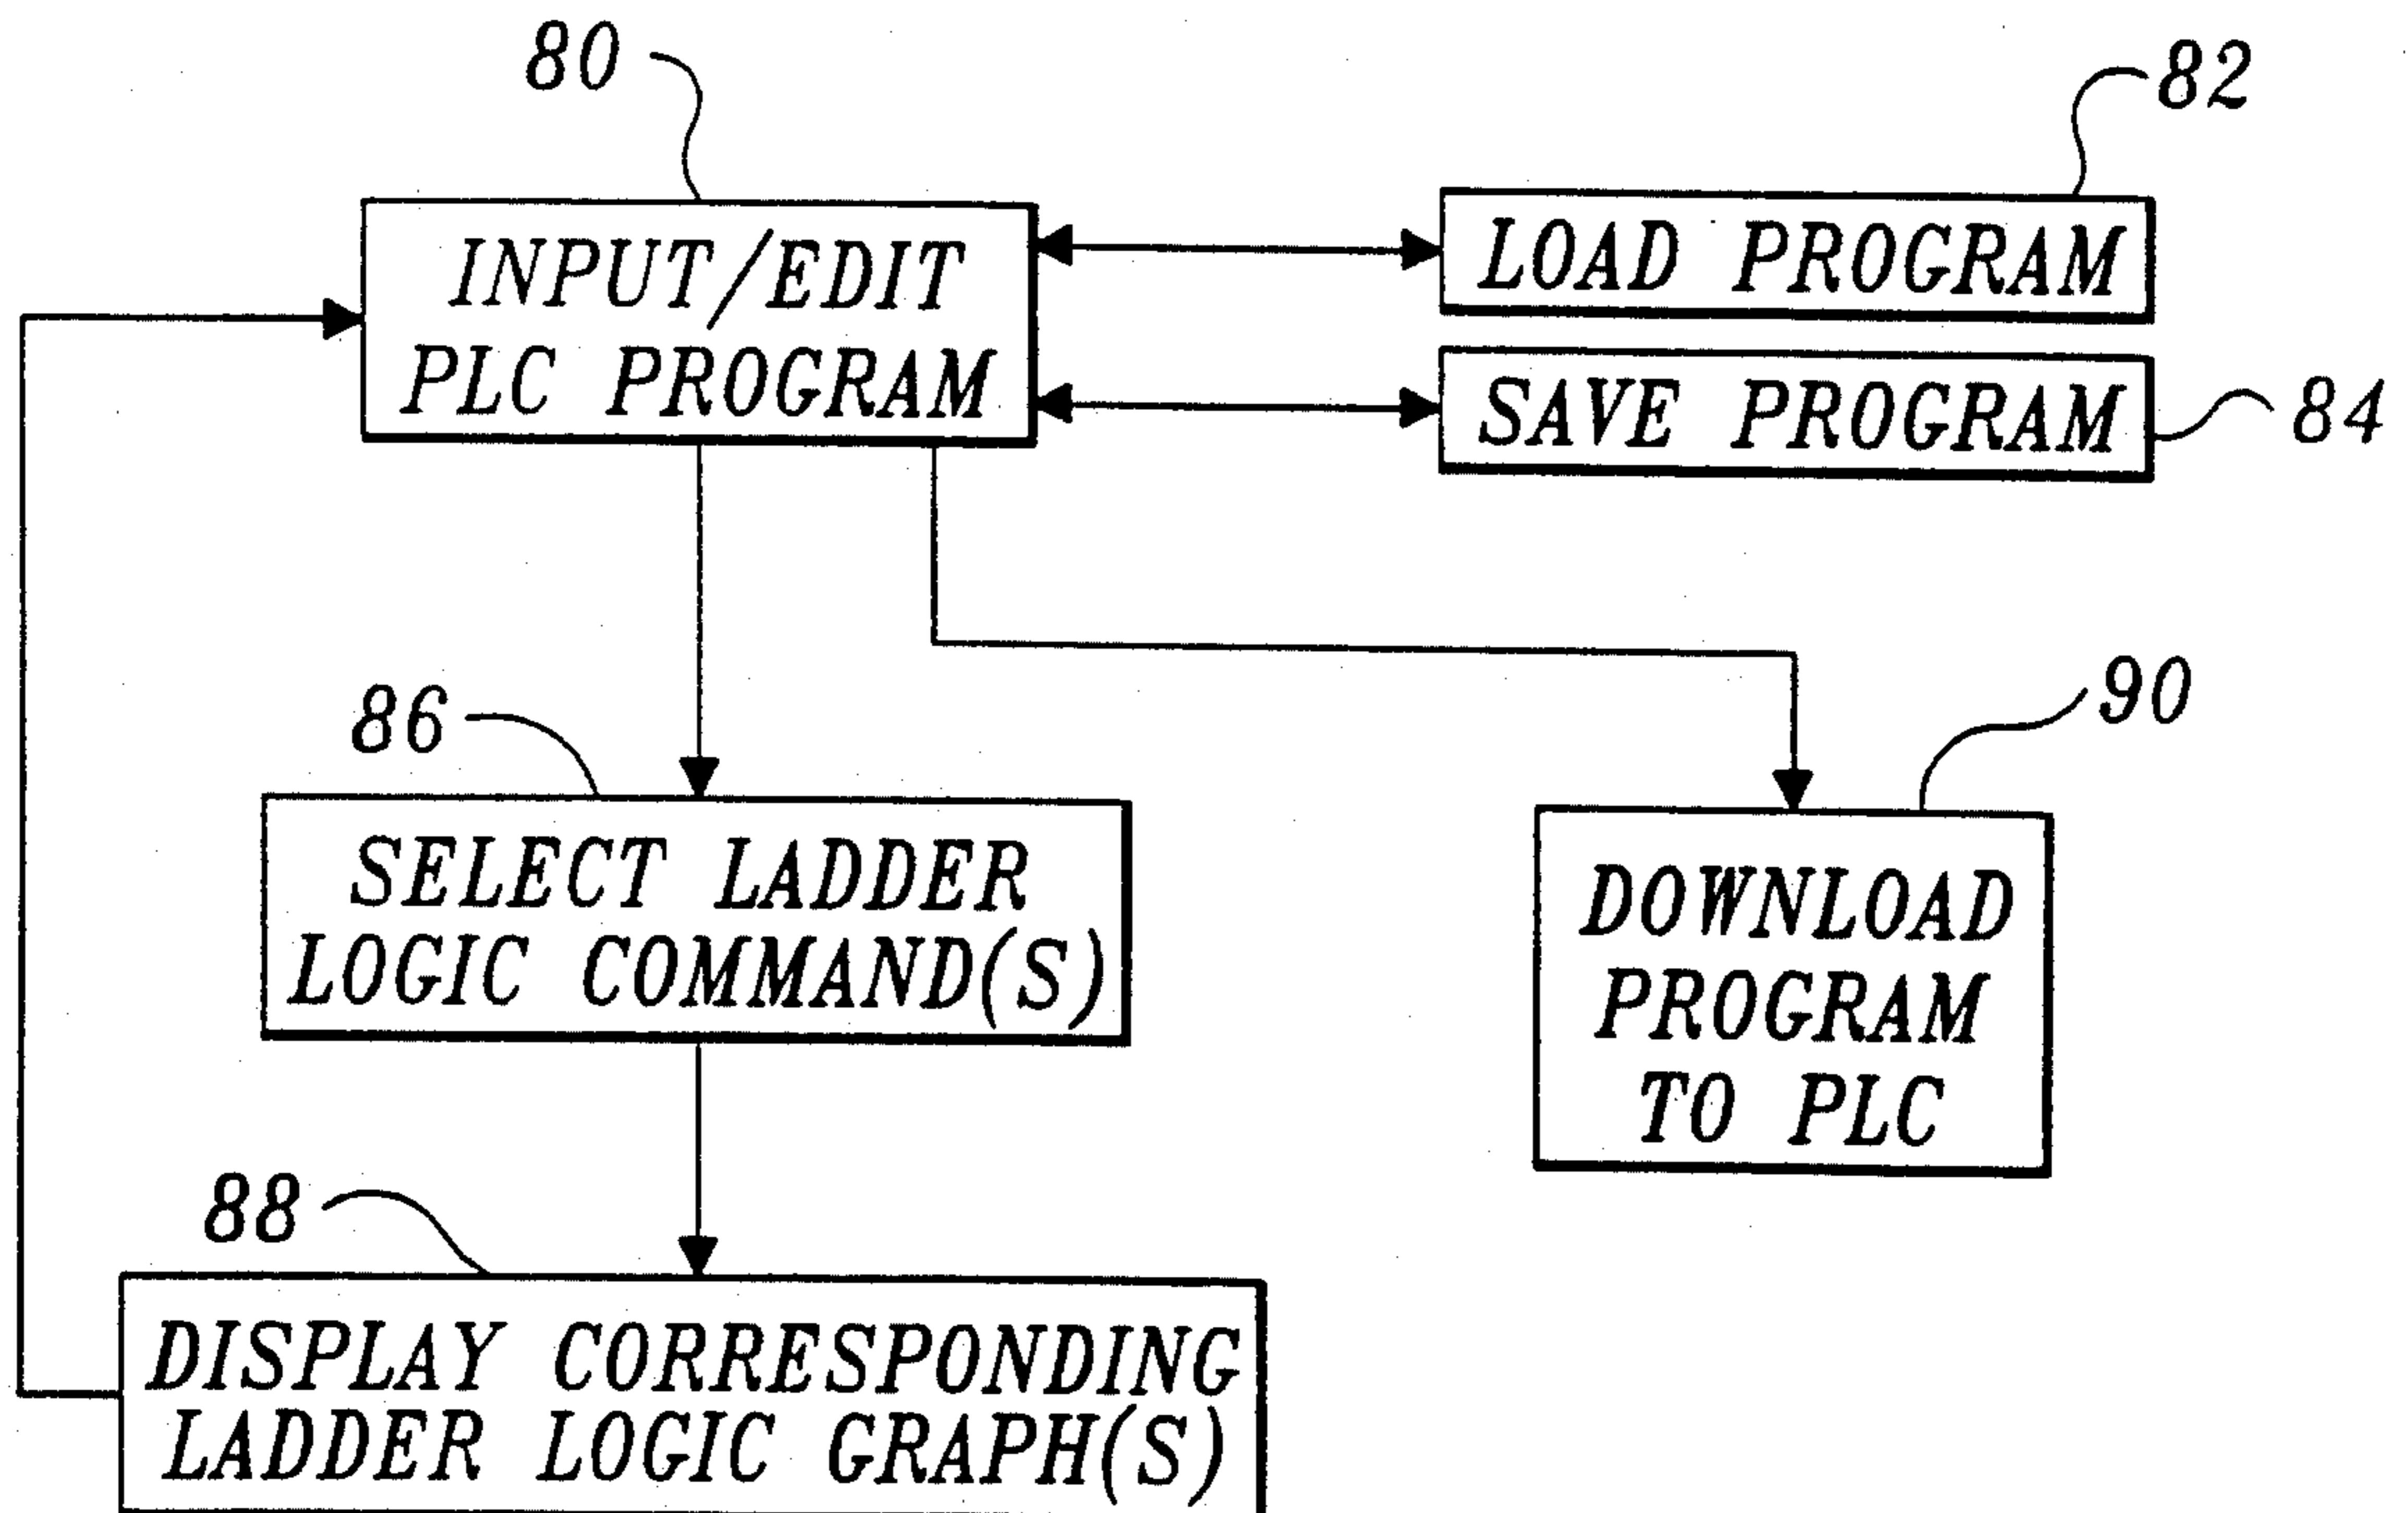 80
82
INPUT/EDIT
PLC PROGRAM
LOAD PROGRAM
SAVE PROGRAM
84
86
90
SELECT LADDER
LOGIC COMMAND(S)
DOWNLOAD
PROGRAM
TO PLC
88
DISPLAY CORRESPONDING
LADDER LOGIC GRAPH(S)